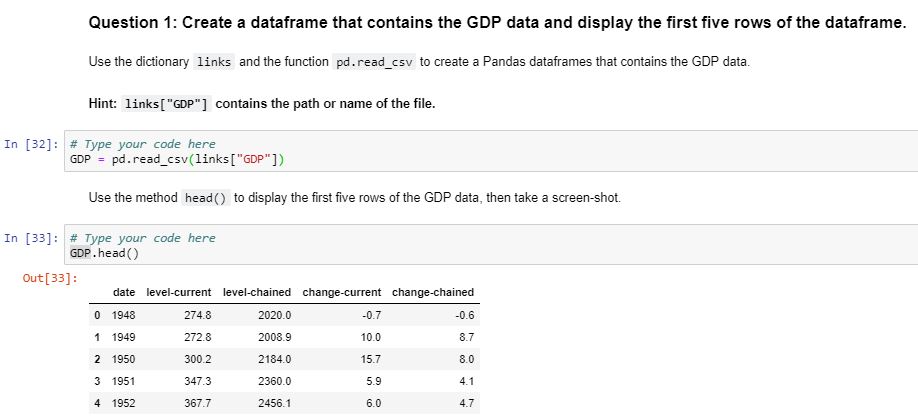 Question 1: Create a dataframe that contains the GDP data and display the first five rows of the dataframe.
Use the dictionary links and the function pd.read_csv to create a Pandas dataframes that contains the GDP data.
Hint: links["GDP"] contains the path or name of the file.
In [32]: # Type your code here
GDP = pd.read_csv(links["GDP"])
Use the method head() to display the first five rows of the GDP data, then take a screen-shot.
In [33]: # Type your code here
GDP.head()
Out[33]:
date level-current level-chained change-current change-chained
0 1948 274.8 2020.0 -0.7 -0.6
1 1949 272.8 2008.9 10.0 8.7
2 1950 300.2 2184.0 15.7 8.0
3 1951 347.3 2360.0 5.9 4.1
4 1952 367.7 2456.1 6.0 4.7